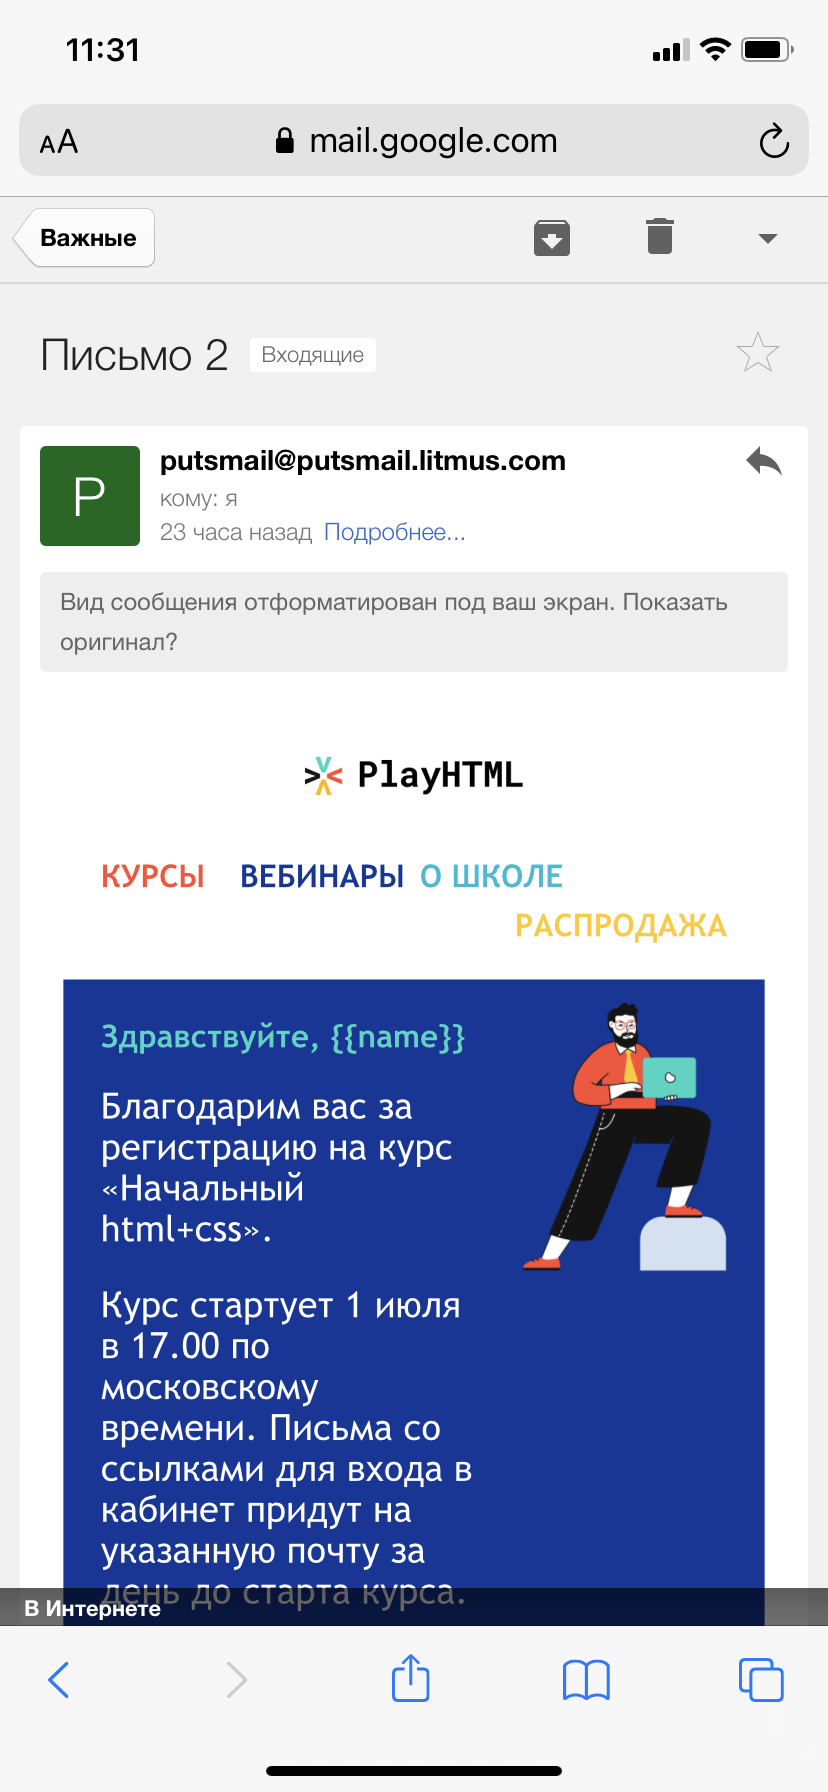 11:31
AA mail.google.com
Важные
Письмо 2 Входящие
P
putsmail@putsmail.litmus.com
кому: я
23 часа назад Подробнее...
Вид сообщения отформатирован под ваш экран. Показать
оригинал?
PlayHTML
КУРСЫ ВЕБИНАРЫ О ШКОЛЕ
РАСПРОДАЖА
Здравствуйте, {{name}}
Благодарим вас за
регистрацию на курс
«Начальный
html+css».
Курс стартует 1 июля
в 17.00 по
московскому
времени. Письма со
ссылками для входа в
кабинет придут на
указанную почту за
день до старта курса.
В Интернете